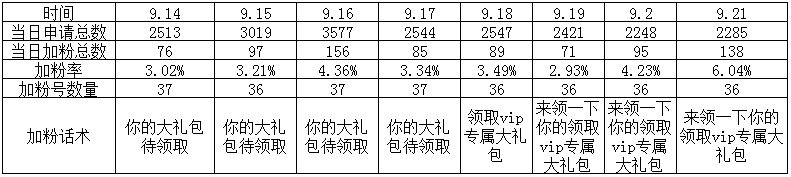 时间 9.14 9.15 9.16 9.17 9.18 9.19 9.2 9.21
当日申请总数 2513 3019 3577 2544 2547 2421 2248 2285
当日加粉总数 76 97 156 85 89 71 95 138
加粉率 3.02% 3.21% 4.36% 3.34% 3.49% 2.93% 4.23% 6.04%
加粉号数量 37 36 37 37 36 36 36 36
加粉话术
你的大礼包
待领取
你的大礼
包待领取
你的大礼
包待领取
你的大礼
包待领取
领取vip
专属大礼
包
来领一下
你的领取
vip专属
大礼包
来领一下
你的领取
vip专属
大礼包
来领一下你的
领取vip专属大
礼包